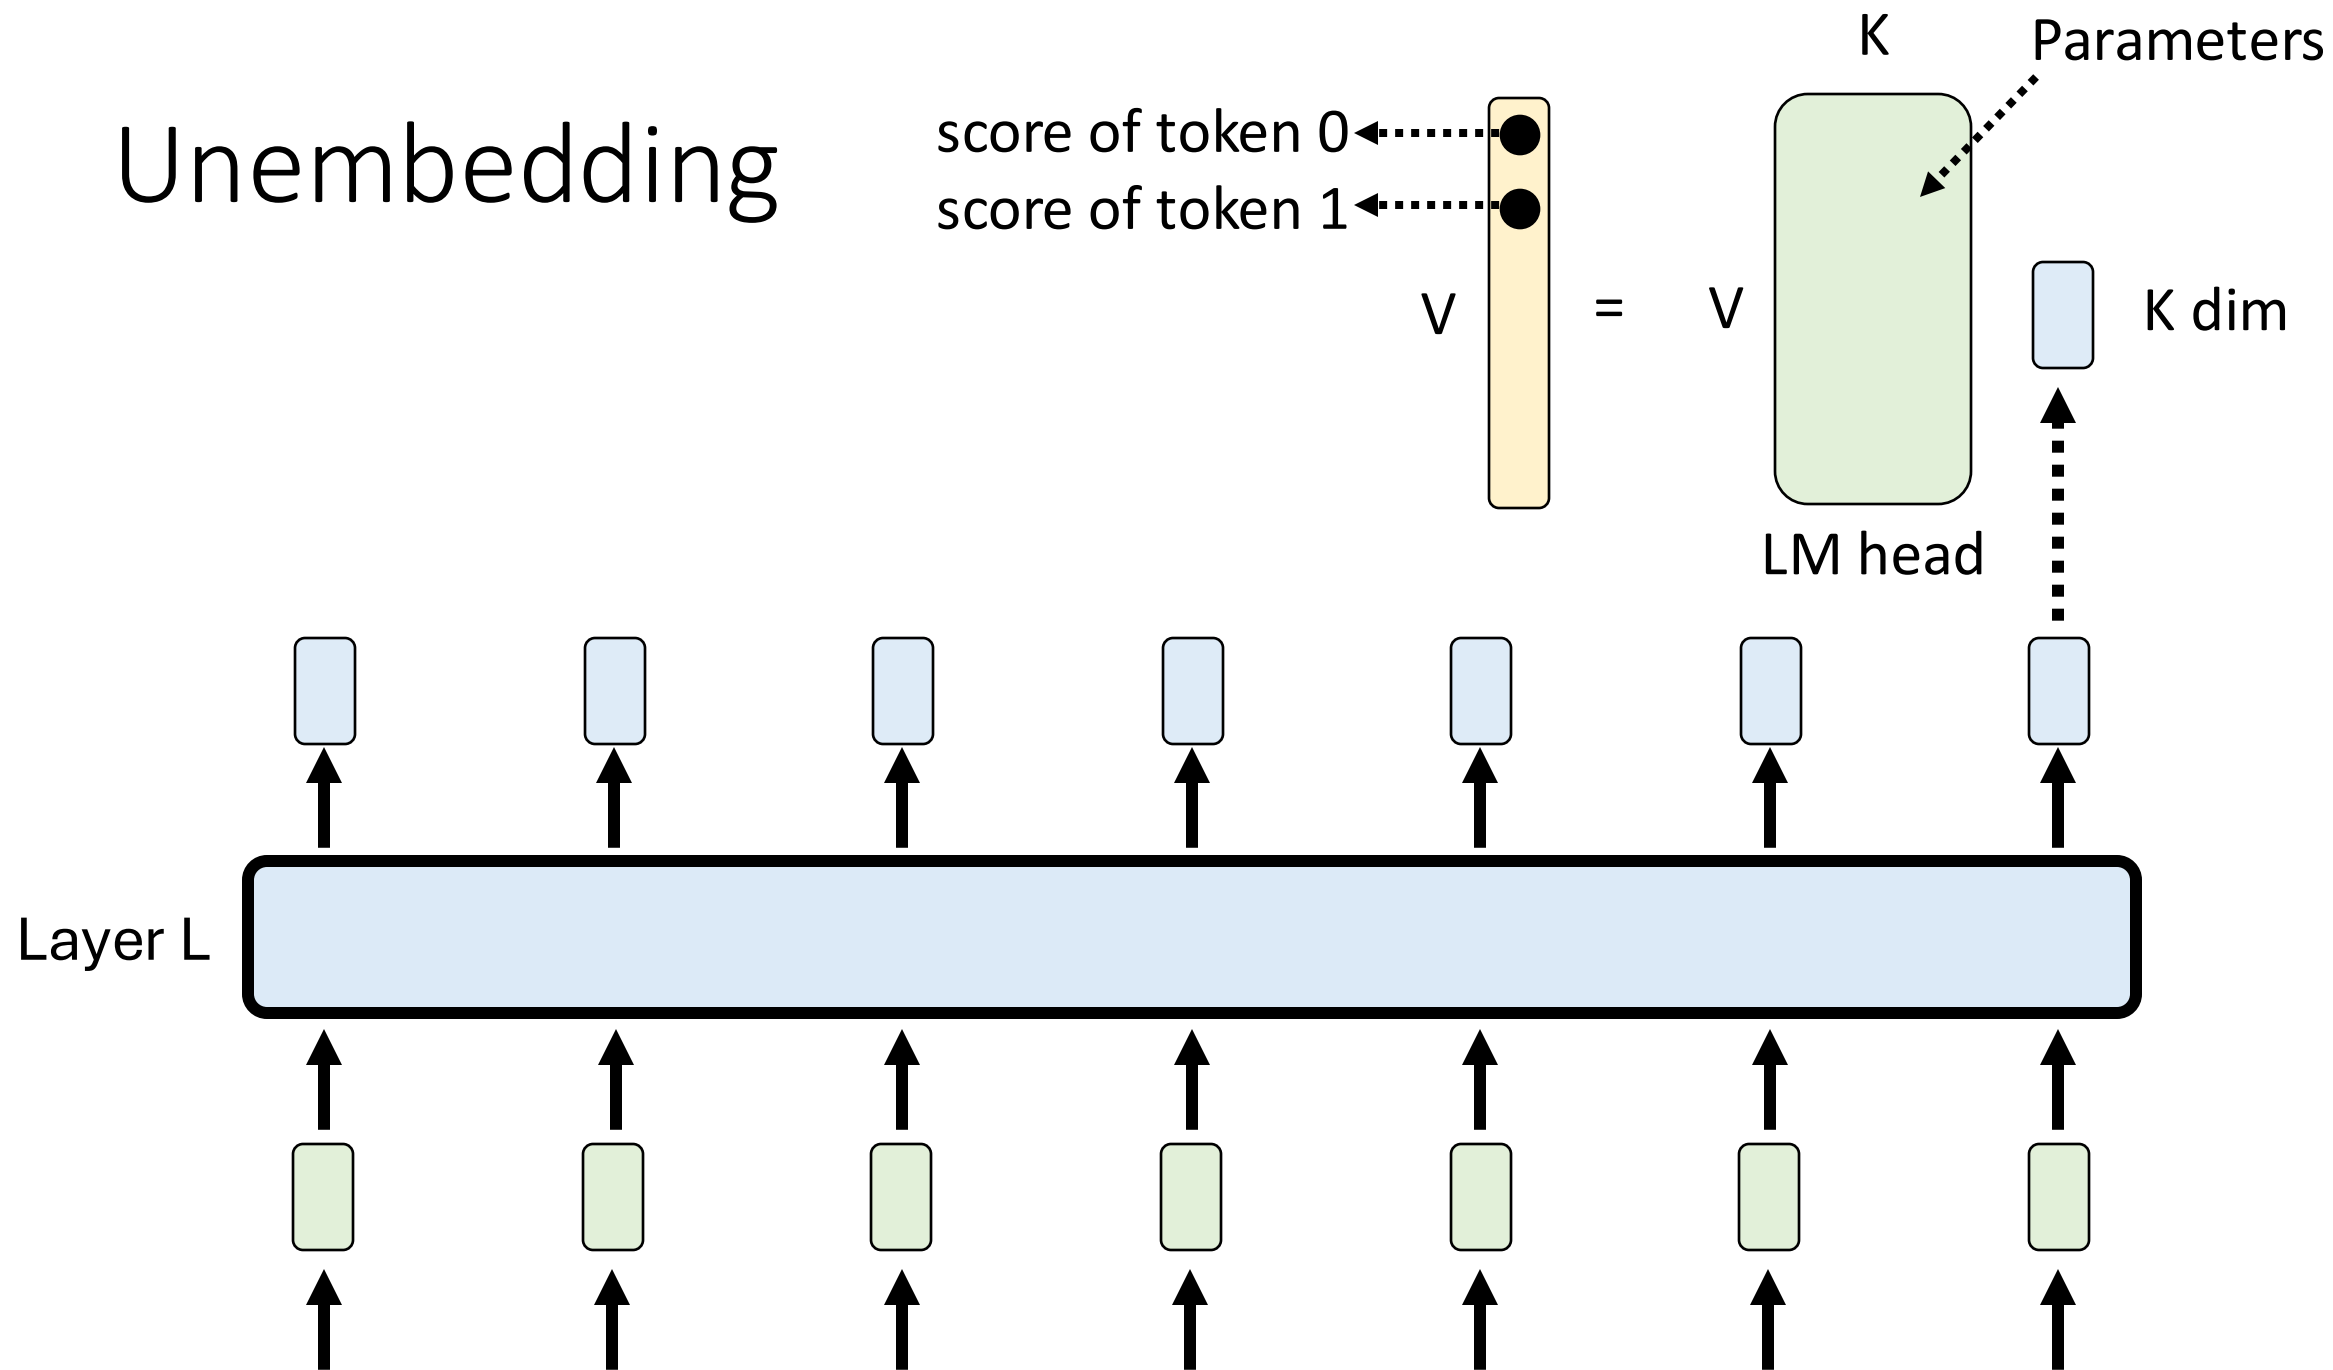 Unembedding
K
Parameters
score of token 0
score of token 1
V
=
V
K dim
LM head
Layer L